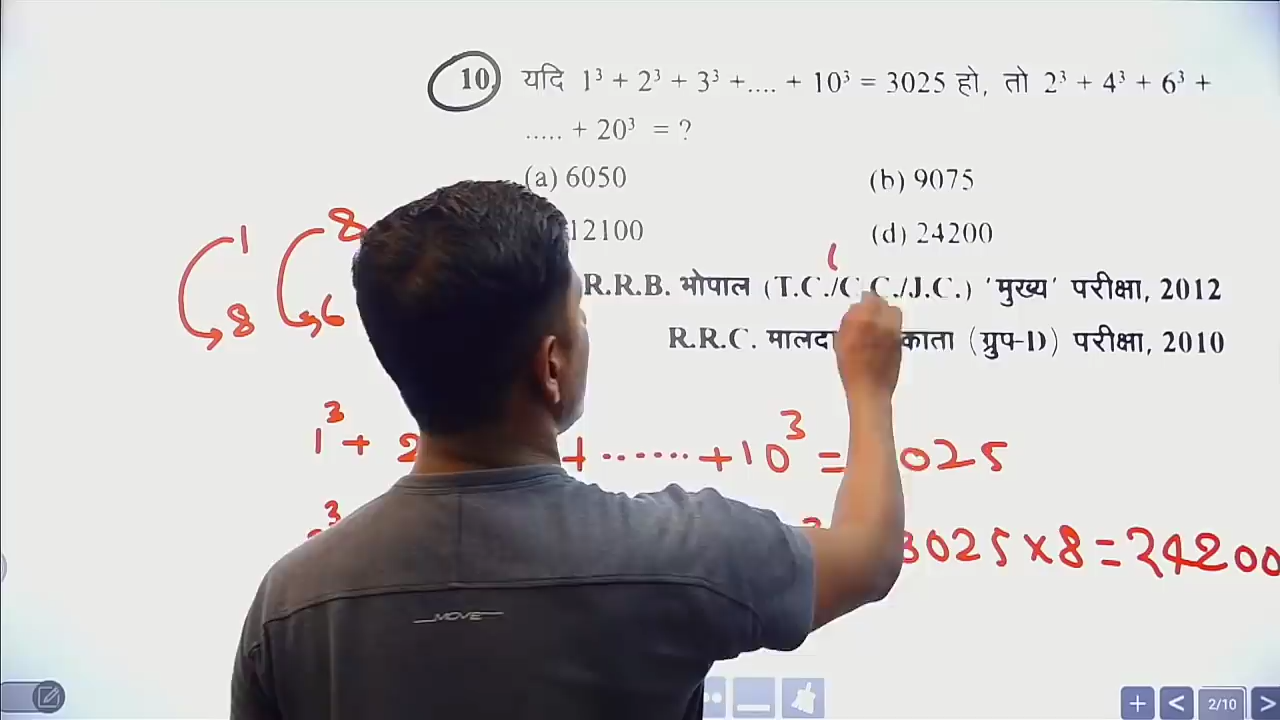 10. यदि 1³ + 2³ + 3³ +.... + 10³ = 3025 हो, तो 2³ + 4³ + 6³ +
..... + 20³ = ?
(a) 6050 (b) 9075
12100 (d) 24200
R.R.B. भोपाल (T.C./C.C./J.C.) 'मुख्य' परीक्षा, 2012
R.R.C. (ग्रुप-D) परीक्षा, 2010
1 8
8 6
1³ + 2 + ...... + 10³ = 025
3 3025 × 8 = 24200
MOVE
2/10